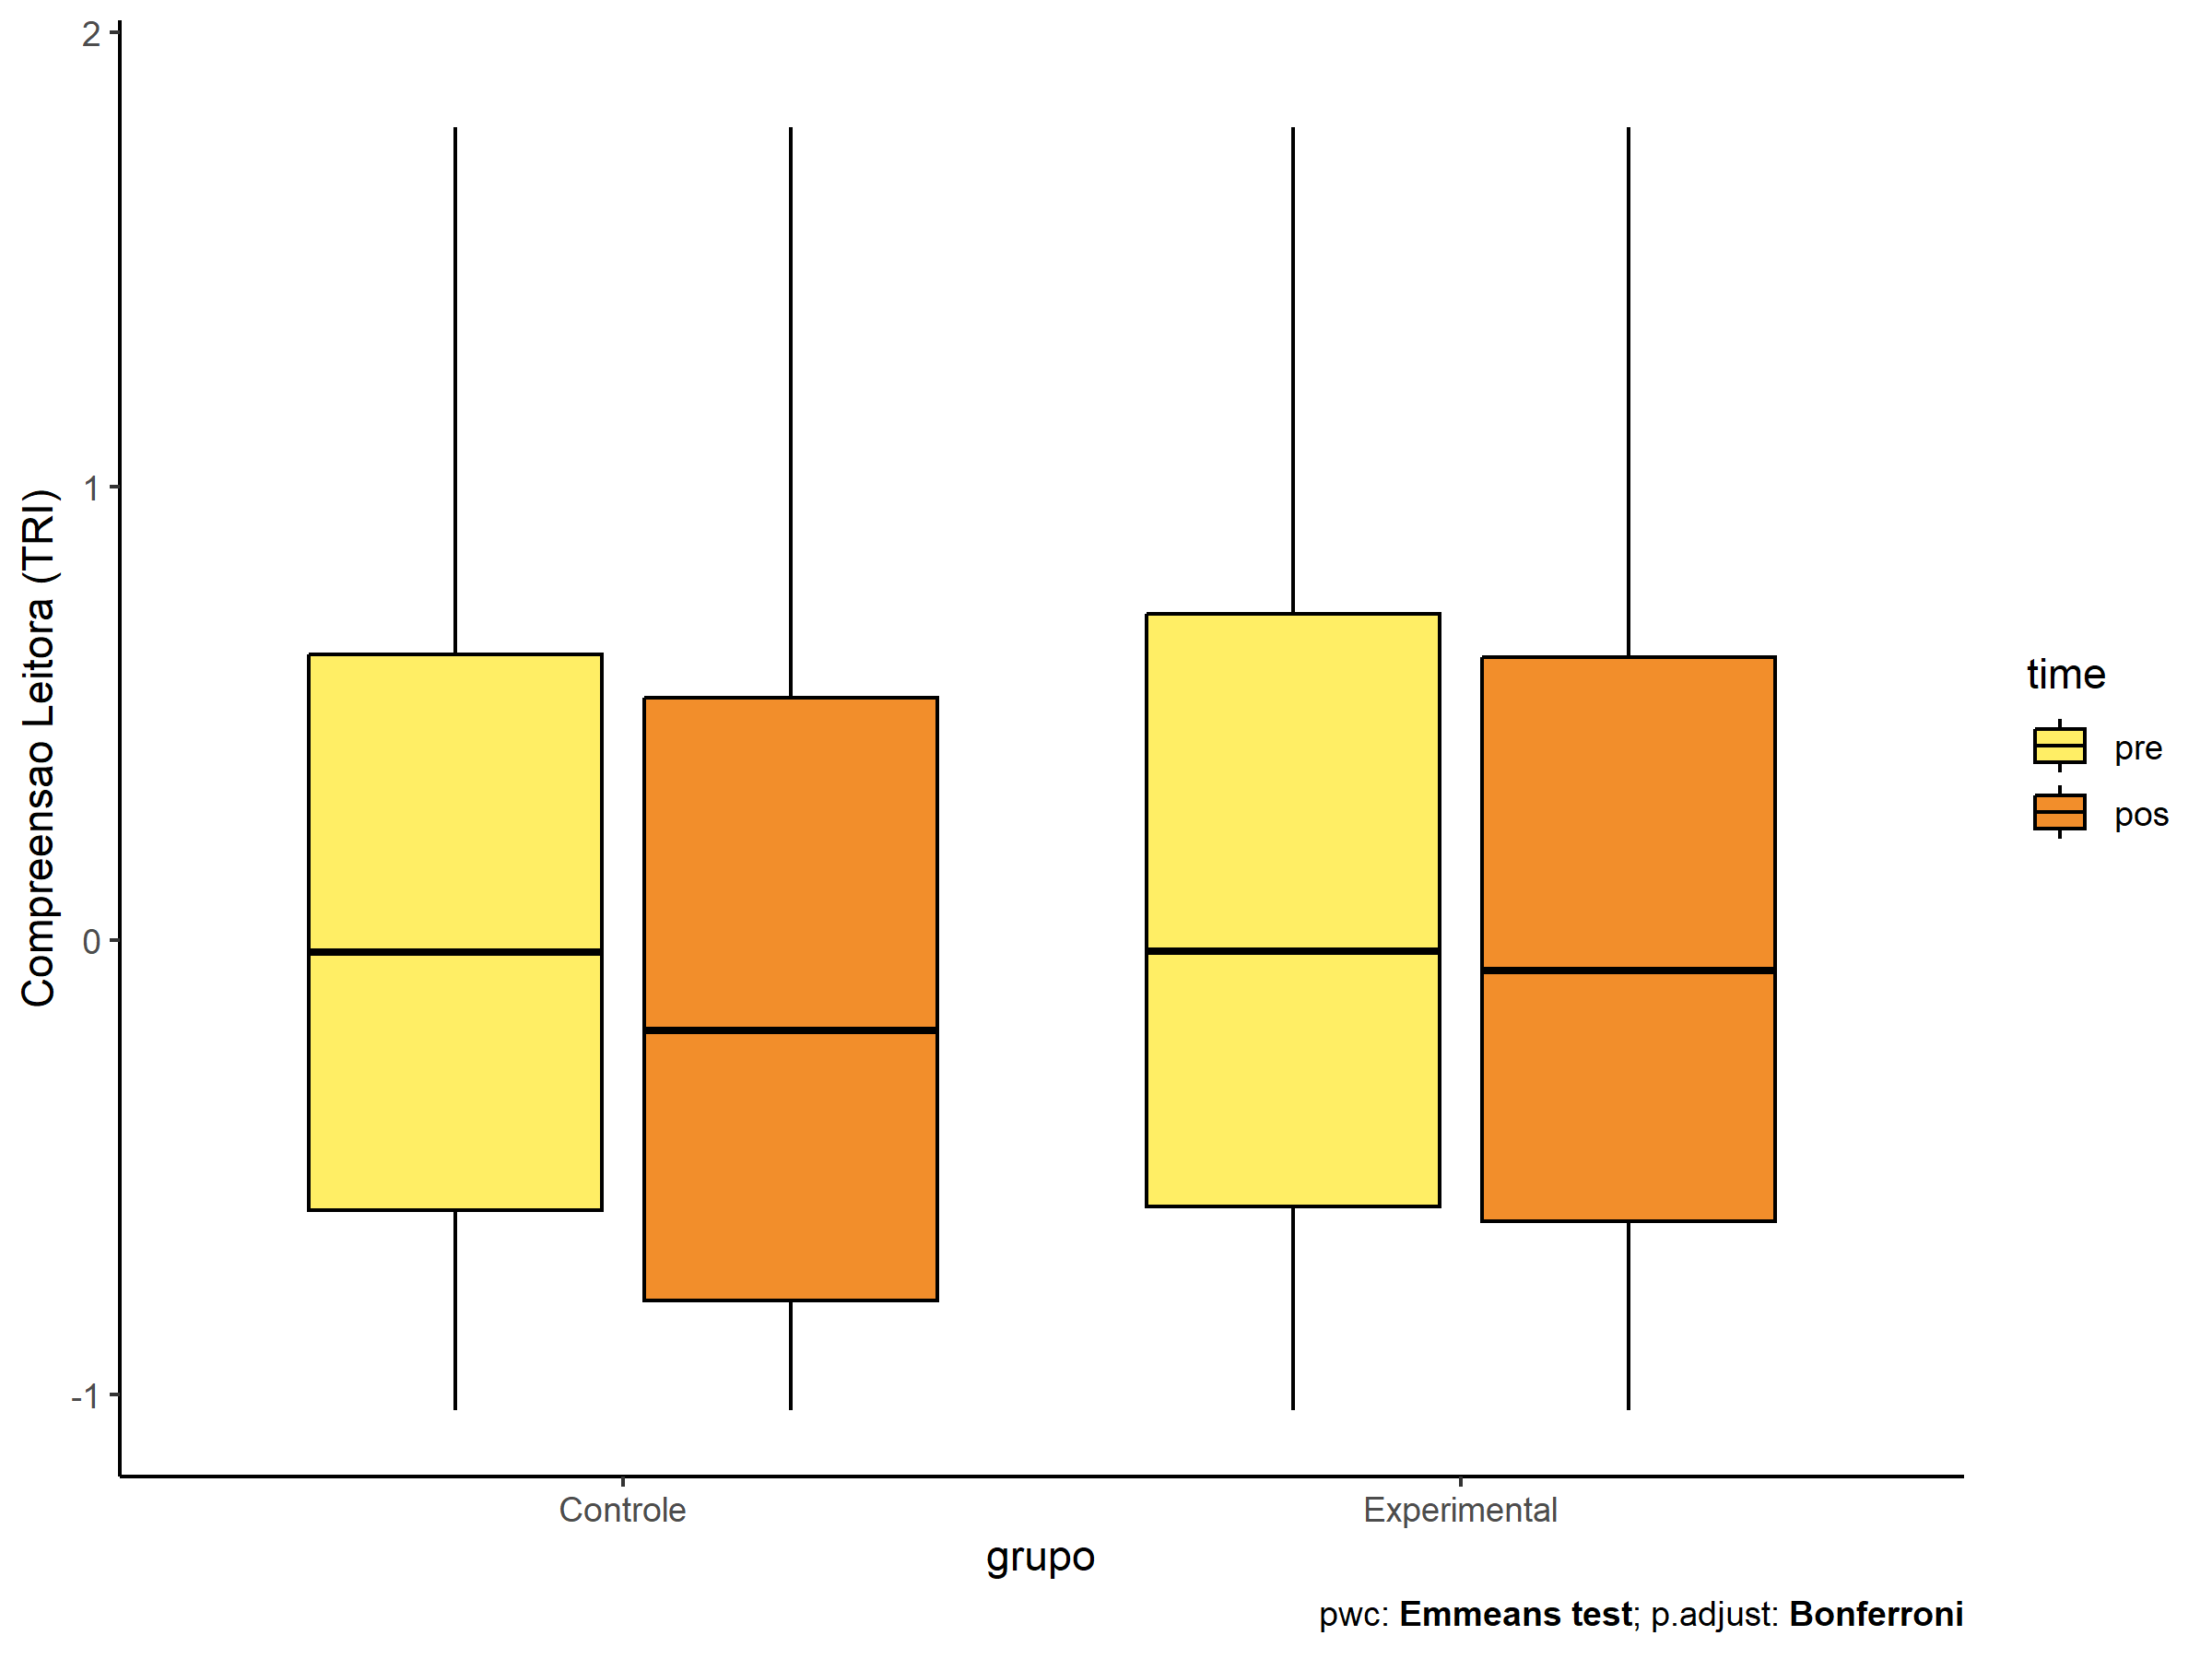 Compreensao Leitora (TRI)
2
1
0
-1
Controle
Experimental
grupo
time
pre
pos
pwc: Emmeans test; p.adjust: Bonferroni